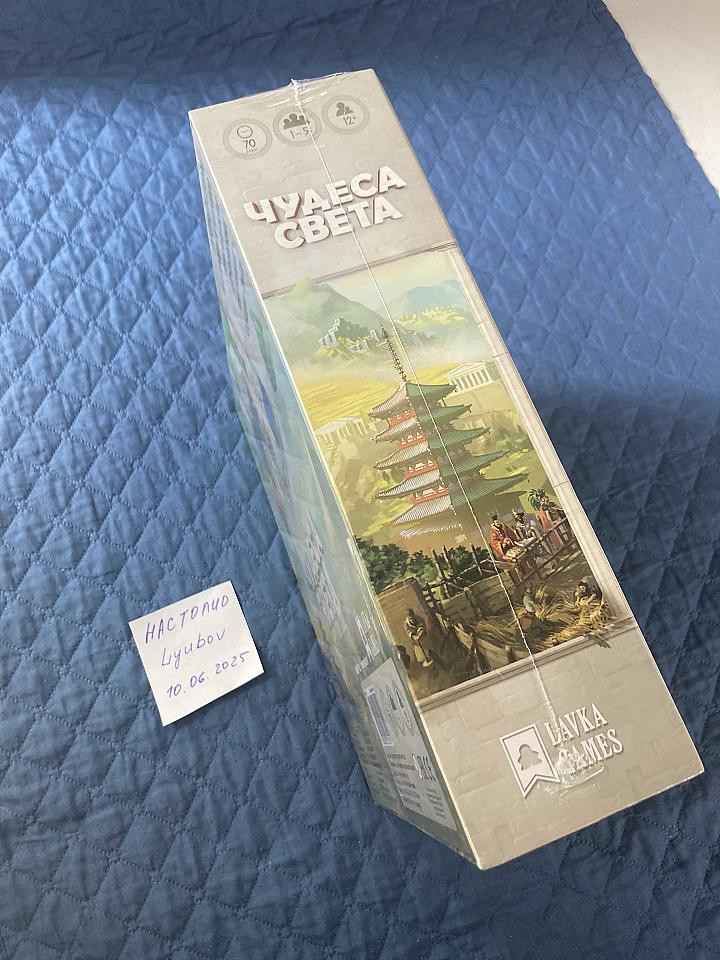 70
1–5
12+
ЧУДЕСА
СВЕТА
LAVKA
GAMES
НАСТОЛИО
Lyubov
10.06.2025